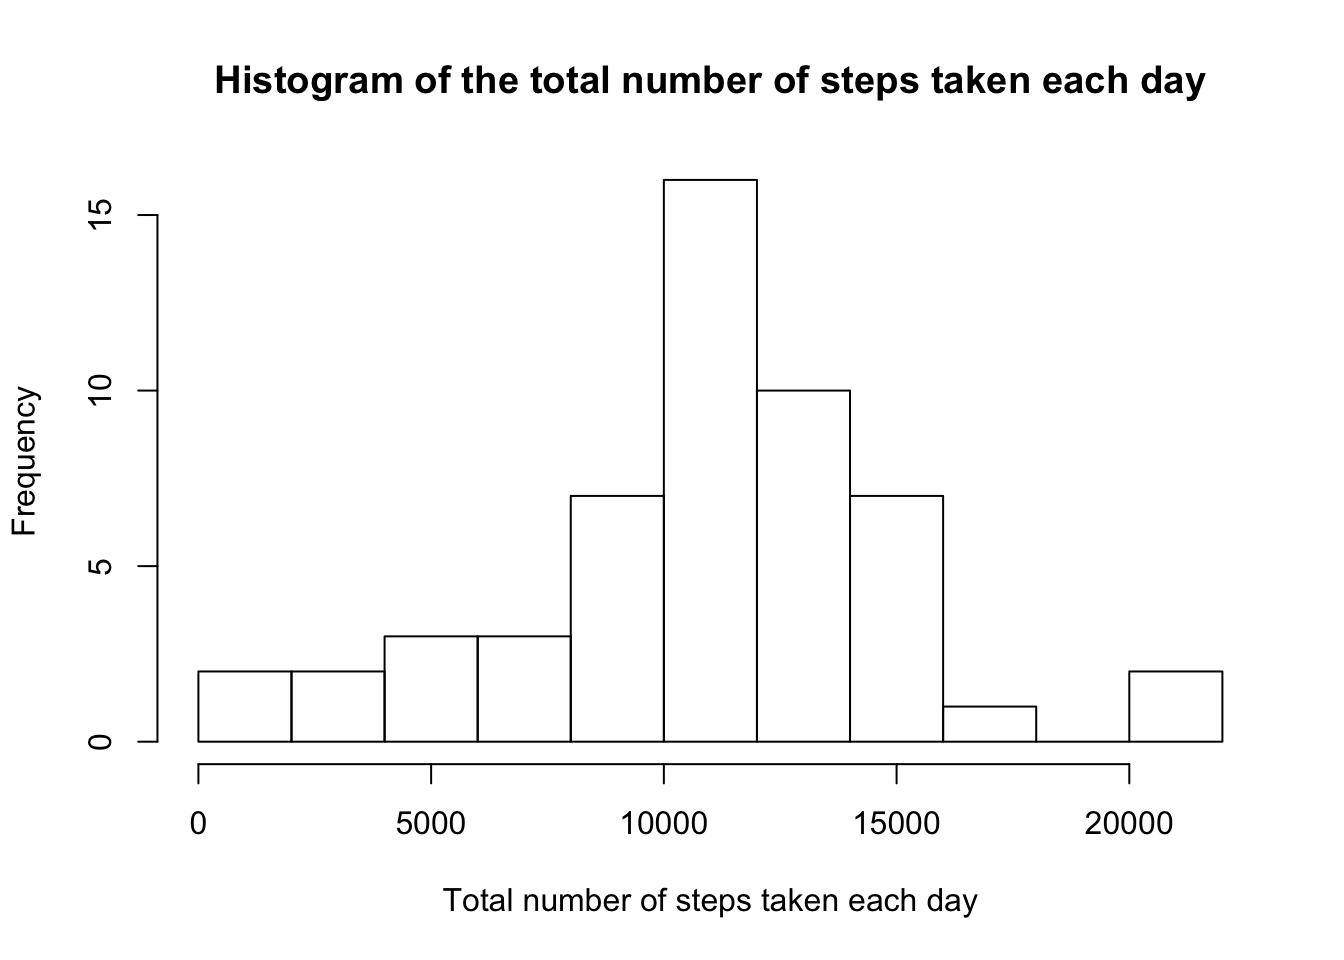 Histogram of the total number of steps taken each day
Frequency
15
10
5
0
0 5000 10000 15000 20000
Total number of steps taken each day